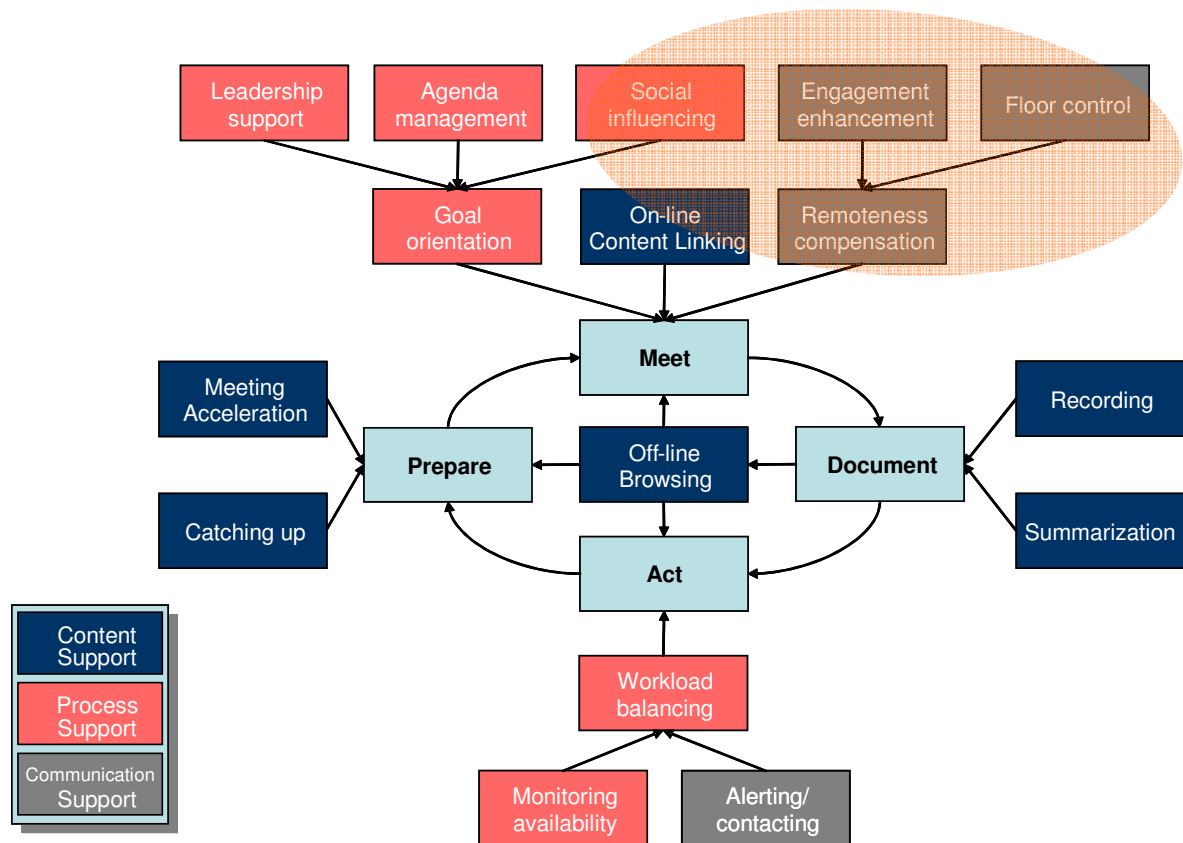 Leadership
support
Agenda
management
Social
influencing
Engagement
enhancement
Floor control
Goal
orientation
On-line
Content Linking
Remoteness
compensation
Meet
Meeting
Acceleration
Recording
Prepare
Off-line
Browsing
Document
Catching up
Summarization
Act
Content
Support
Process
Support
Communication
Support
Workload
balancing
Monitoring
availability
Alerting/
contacting